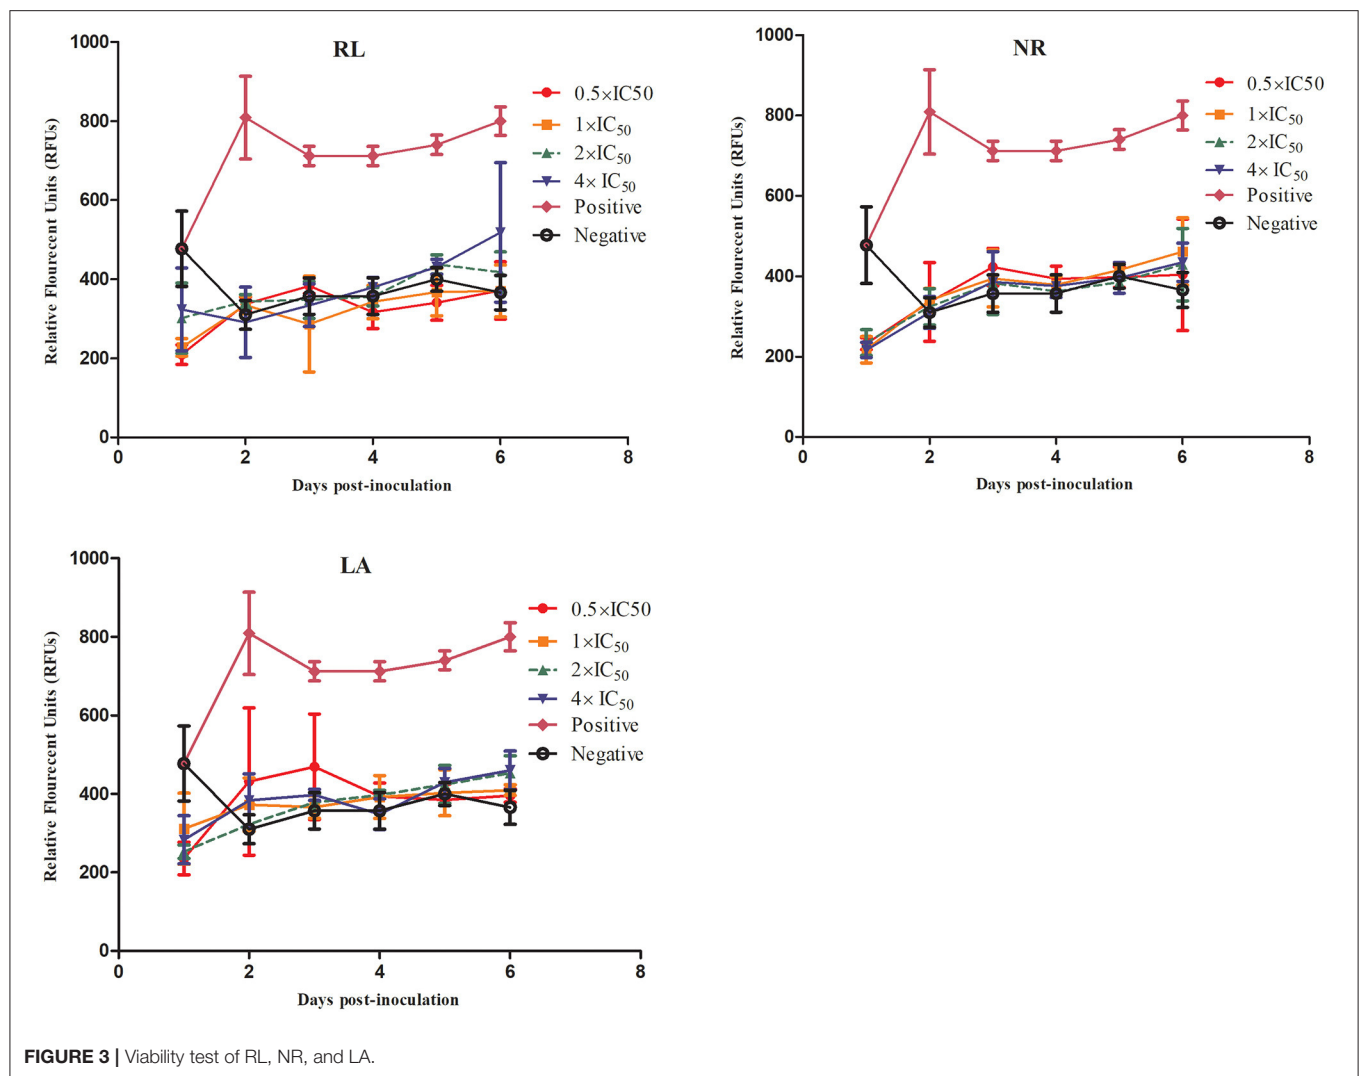 RL
1000
800
600
400
200
0
0 2 4 6 8
Relative Flourecent Units (RFUs)
Days post-inoculation
0.5×IC50
1×IC50
2×IC50
4× IC50
Positive
Negative
NR
1000
800
600
400
200
0
0 2 4 6 8
Relative Flourecent Units (RFUs)
Days post-inoculation
0.5×IC50
1×IC50
2×IC50
4× IC50
Positive
Negative
LA
1000
800
600
400
200
0
0 2 4 6 8
Relative Flourecent Units (RFUs)
Days post-inoculation
0.5×IC50
1×IC50
2×IC50
4× IC50
Positive
Negative
FIGURE 3 | Viability test of RL, NR, and LA.